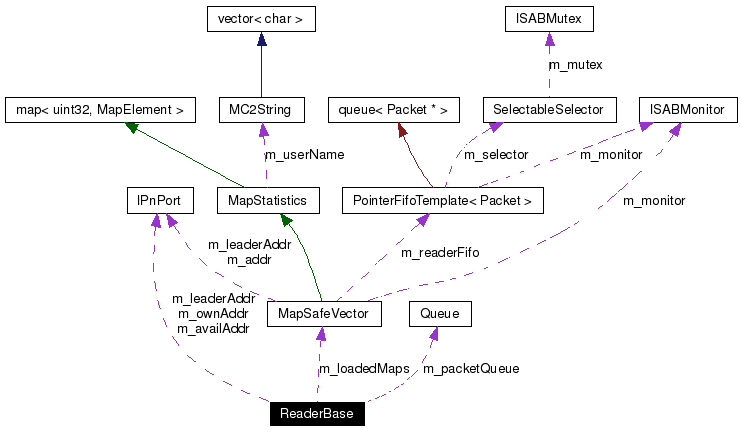 vector< char >
ISABMutex
m_mutex
map< uint32, MapElement >
MC2String
queue< Packet * >
SelectableSelector
ISABMonitor
m_userName
m_selector
m_monitor
IPnPort
MapStatistics
PointerFifoTemplate< Packet >
m_monitor
m_leaderAddr
m_addr
m_readerFifo
m_leaderAddr
m_ownAddr
m_availAddr
MapSafeVector
Queue
m_loadedMaps
m_packetQueue
ReaderBase